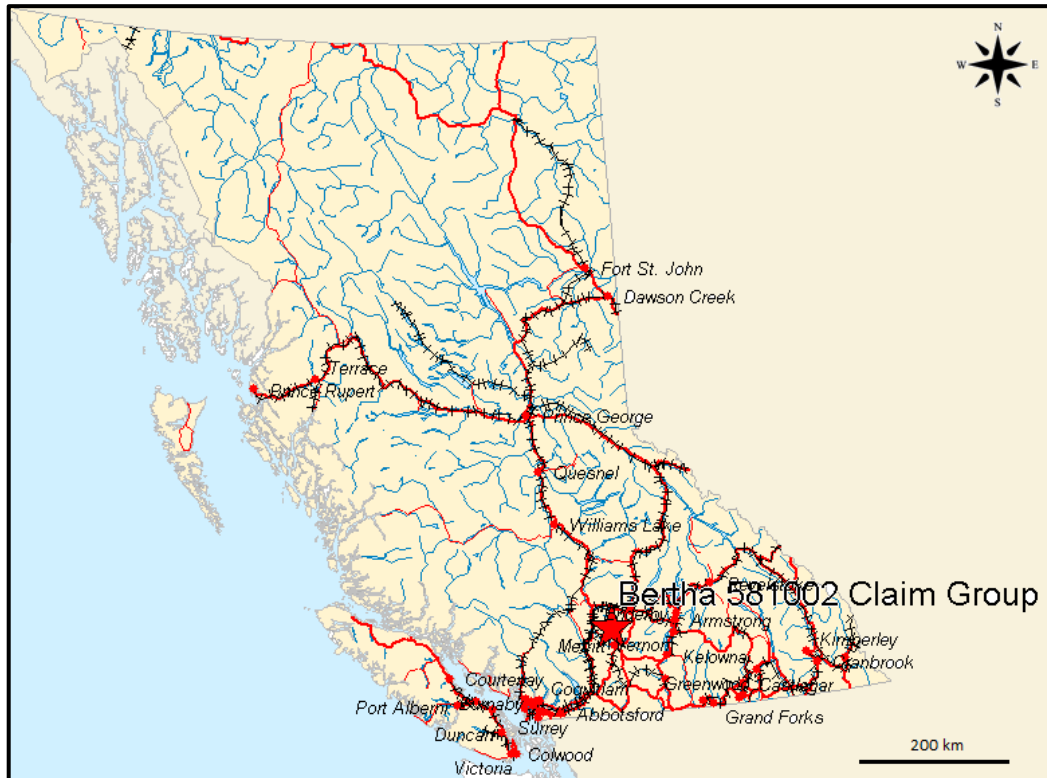 N
W E
S
Fort St. John
Dawson Creek
Terrace
Prince Rupert
Prince George
Quesnel
Williams Lake
Revelstoke
Bertha 581002 Claim Group
Enderby
Armstrong
Merritt
Vernon
Kimberley
Kelowna
Cranbrook
Courtenay
Greenwood
Castlegar
Coquitlam
Port Alberni
Burnaby
Abbotsford
Grand Forks
Surrey
Duncan
Colwood
Victoria
200 km